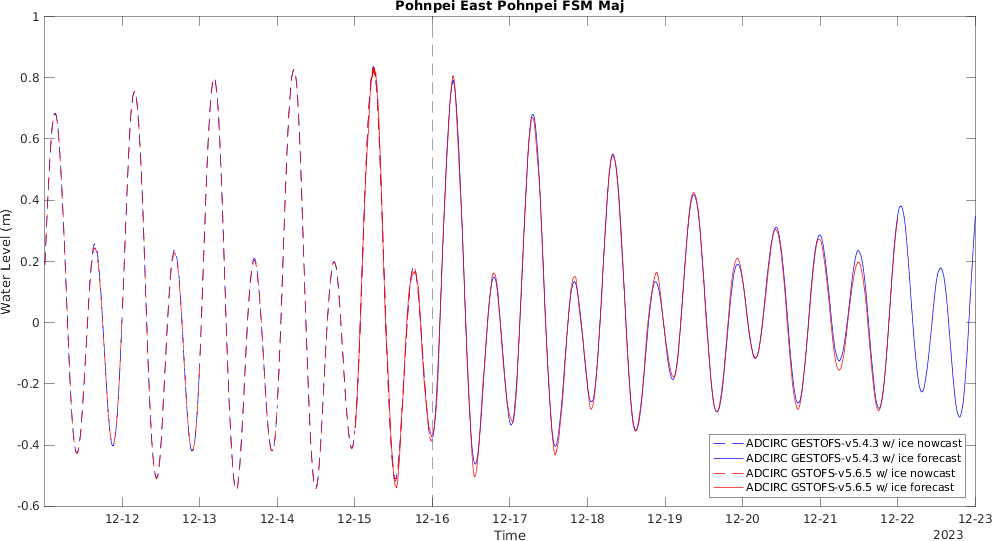 Pohnpei East Pohnpei FSM Maj
Water Level (m)
1
0.8
0.6
0.4
0.2
0
-0.2
-0.4
-0.6
ADCIRC GESTOFS-v5.4.3 w/ ice nowcast
ADCIRC GESTOFS-v5.4.3 w/ ice forecast
ADCIRC GSTOFS-v5.6.5 w/ ice nowcast
ADCIRC GSTOFS-v5.6.5 w/ ice forecast
12-12 12-13 12-14 12-15 12-16 12-17 12-18 12-19 12-20 12-21 12-22 12-23
Time
2023